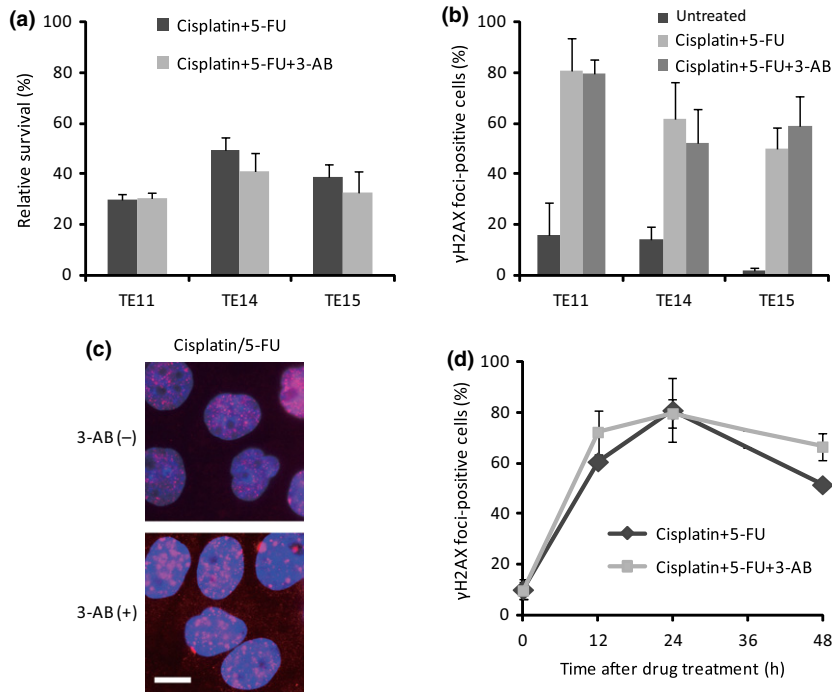 (a)
Relative survival (%)
100
80
60
40
20
0
Cisplatin+5-FU
Cisplatin+5-FU+3-AB
TE11
TE14
TE15
(b)
γH2AX foci-positive cells (%)
100
80
60
40
20
0
Untreated
Cisplatin+5-FU
Cisplatin+5-FU+3-AB
TE11
TE14
TE15
(c)
Cisplatin/5-FU
3-AB (–)
3-AB (+)
(d)
γH2AX foci-positive cells (%)
100
80
60
40
20
0
Cisplatin+5-FU
Cisplatin+5-FU+3-AB
0
12
24
36
48
Time after drug treatment (h)